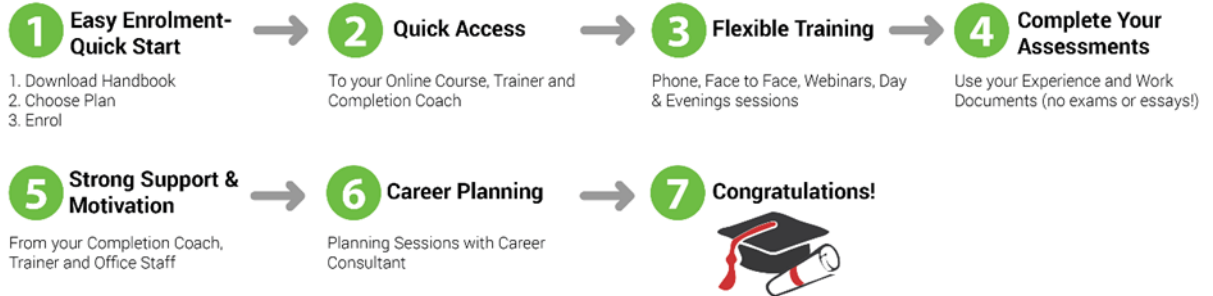 1 Easy Enrolment-
Quick Start
1. Download Handbook
2. Choose Plan
3. Enrol
2 Quick Access
To your Online Course, Trainer and
Completion Coach
3 Flexible Training
Phone, Face to Face, Webinars, Day
& Evenings sessions
4 Complete Your
Assessments
Use your Experience and Work
Documents (no exams or essays!)
5 Strong Support &
Motivation
From your Completion Coach,
Trainer and Office Staff
6 Career Planning
Planning Sessions with Career
Consultant
7 Congratulations!